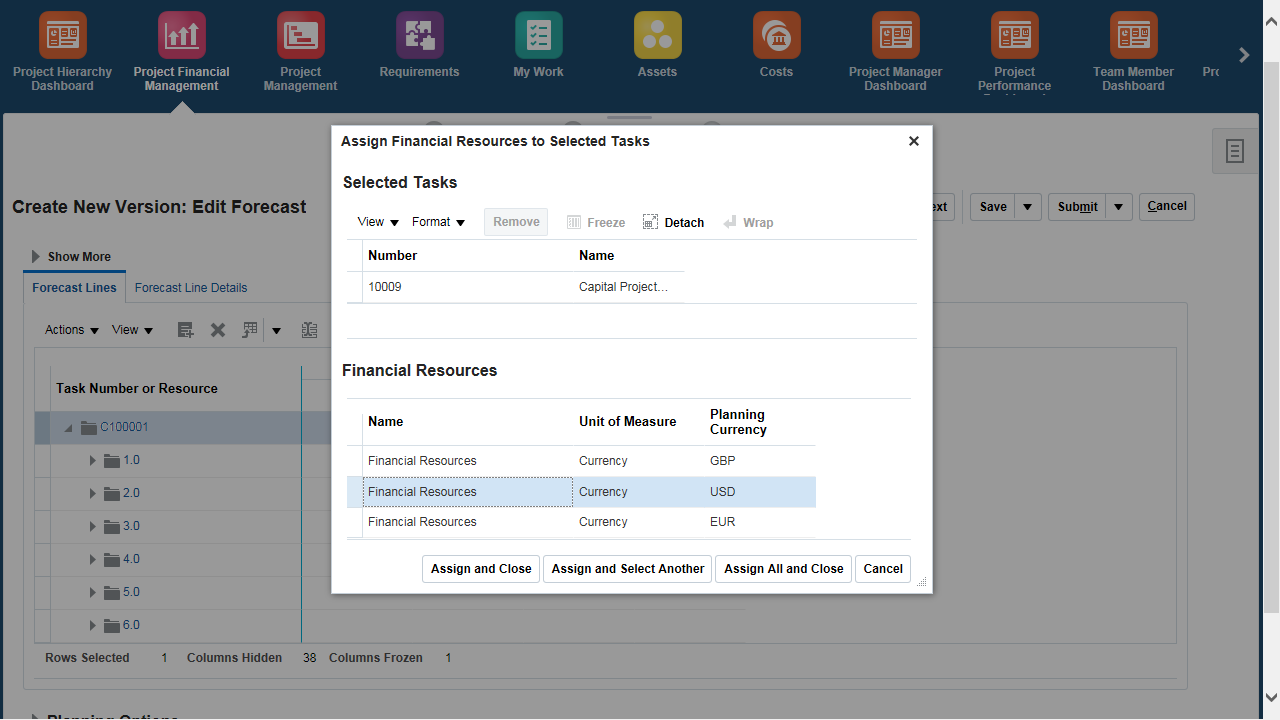 Project Hierarchy Dashboard
Project Financial Management
Project Management
Requirements
My Work
Assets
Costs
Project Manager Dashboard
Project Performance
Team Member Dashboard
Assign Financial Resources to Selected Tasks
Selected Tasks
View Format Remove Freeze Detach Wrap
Number Name
10009 Capital Project...
Financial Resources
Name Unit of Measure Planning Currency
Financial Resources Currency GBP
Financial Resources Currency USD
Financial Resources Currency EUR
Assign and Close Assign and Select Another Assign All and Close Cancel
Create New Version: Edit Forecast
Save Submit Cancel
Show More
Forecast Lines Forecast Line Details
Actions View
Task Number or Resource
C100001
1.0
2.0
3.0
4.0
5.0
6.0
Rows Selected 1 Columns Hidden 38 Columns Frozen 1
Planning Options